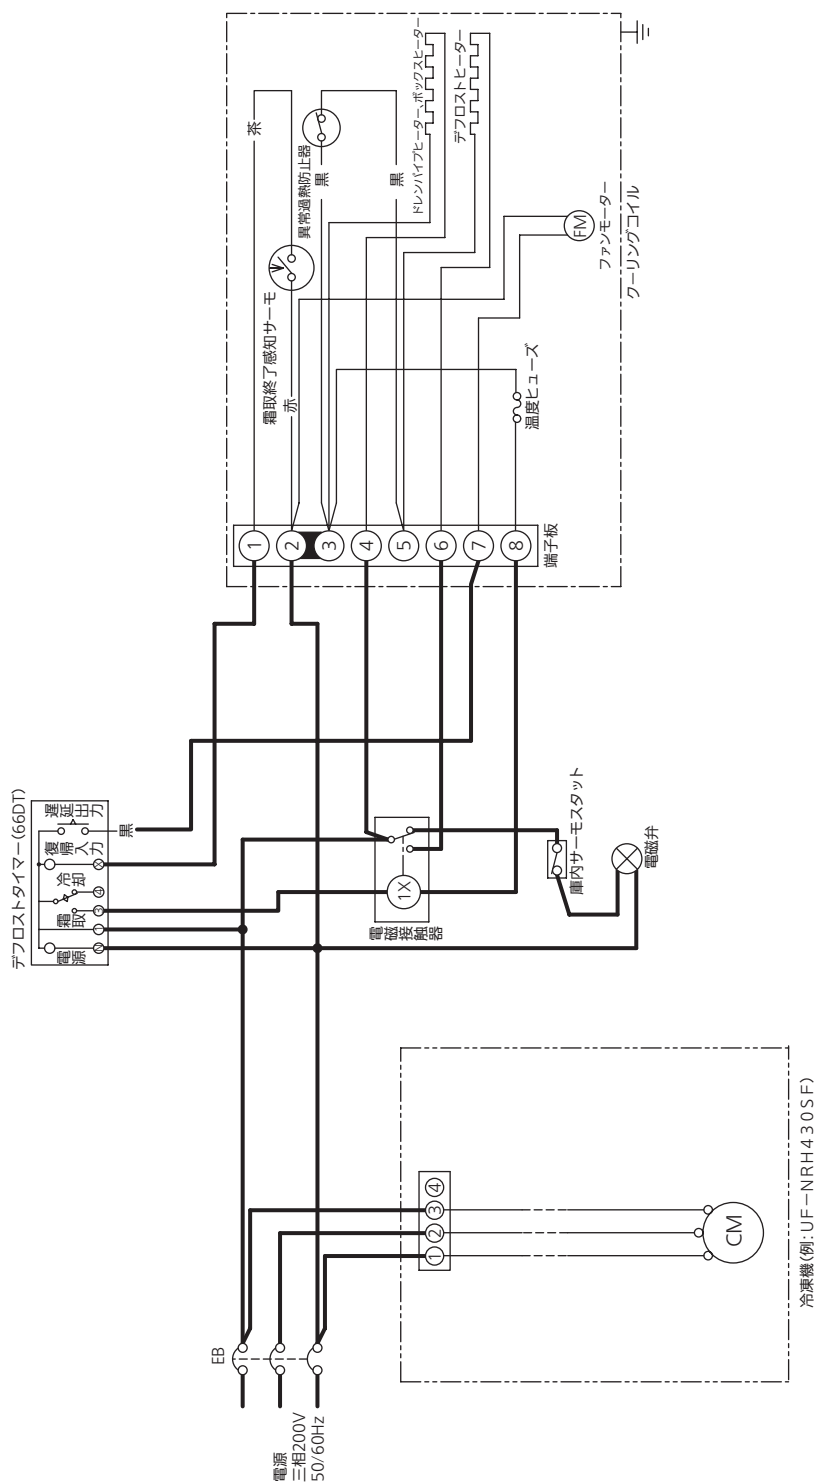 デフロストタイマー(66DT)
電源
霜取
冷却
復帰入力
遅延出力
N
1
3
4
X
黒
茶
異常過熱防止器
黒
黒
霜取終了感知サーモ
赤
ドレンパイプヒーター、ボックスヒーター
デフロストヒーター
FM
ファンモーター
クーリングコイル
温度ヒューズ
1
2
3
4
5
6
7
8
端子板
1X
電磁接触器
庫内サーモスタット
電磁弁
EB
電源
三相200V
50/60Hz
1
2
3
4
CM
冷凍機(例:UF-NRH430SF)